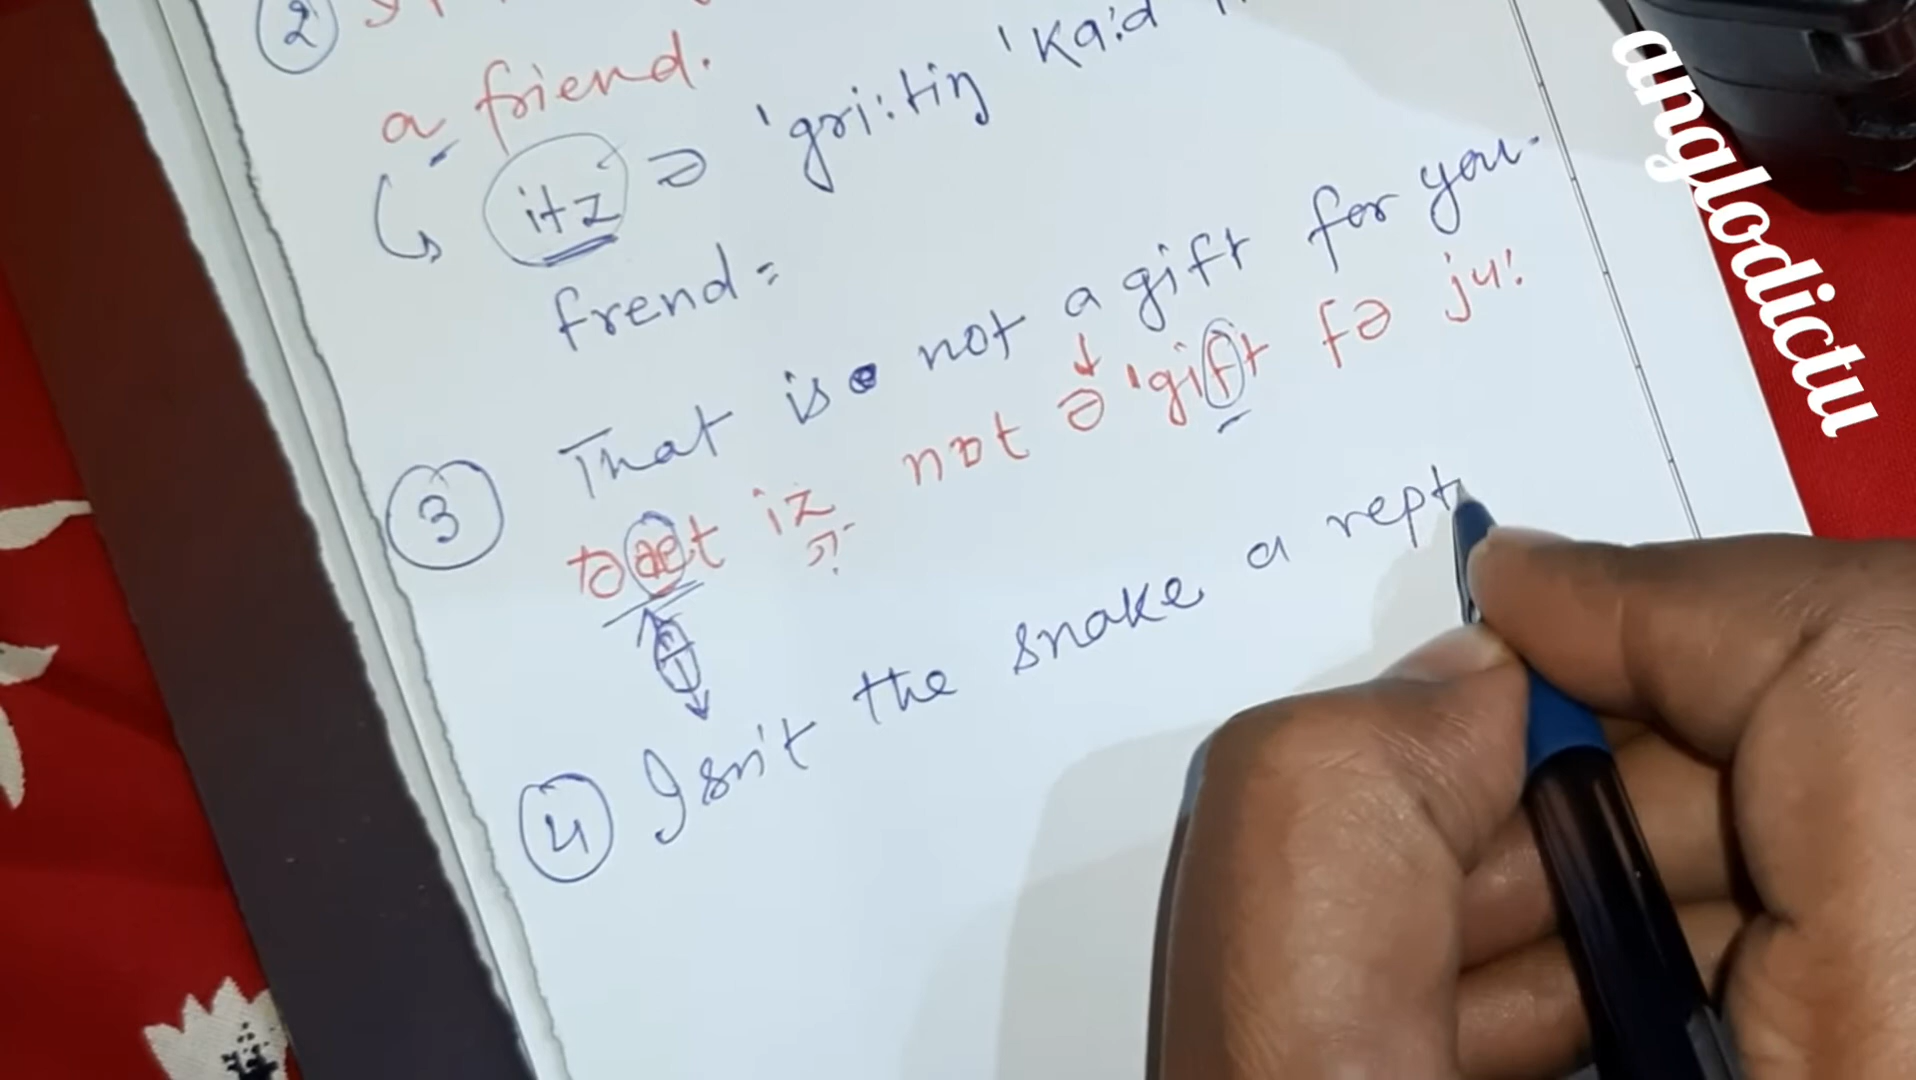 2
a friend.
itz ə 'gri:tiŋ 'ka:d
frend =
3 That is not a gift for you.
ðæt iz nɒt ə 'gift fə ju:
4 Isn't the snake a rept
anglodictu